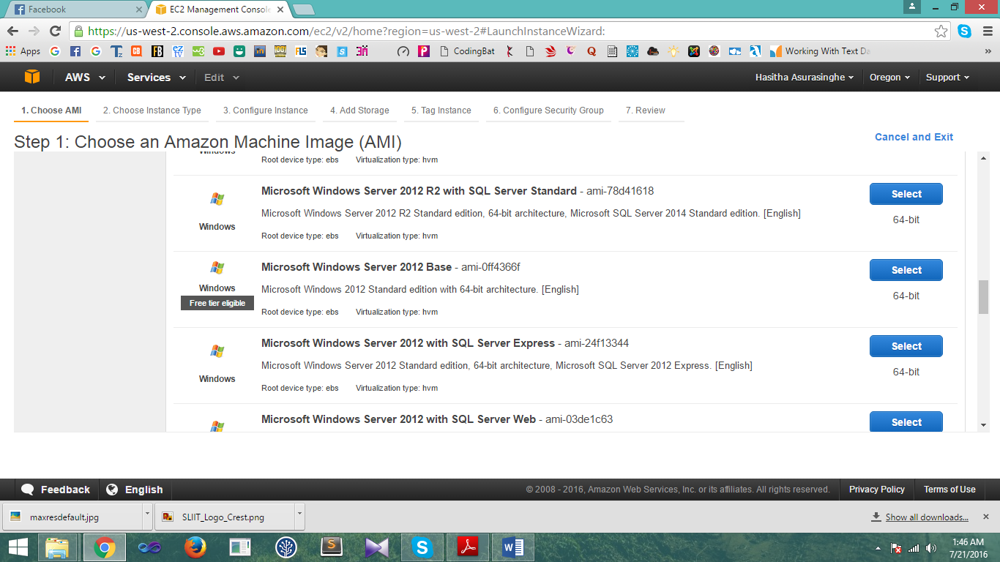 Facebook
EC2 Management Console
https://us-west-2.console.aws.amazon.com/ec2/v2/home?region=us-west-2#LaunchInstanceWizard:
Apps
CodingBat
Working With Text Da
AWS Services Edit Hasitha Asurasinghe Oregon Support
1. Choose AMI 2. Choose Instance Type 3. Configure Instance 4. Add Storage 5. Tag Instance 6. Configure Security Group 7. Review
Step 1: Choose an Amazon Machine Image (AMI)
Cancel and Exit
Windows
Root device type: ebs Virtualization type: hvm
Microsoft Windows Server 2012 R2 with SQL Server Standard - ami-78d41618
Select
Windows
Microsoft Windows Server 2012 R2 Standard edition, 64-bit architecture, Microsoft SQL Server 2014 Standard edition. [English]
64-bit
Root device type: ebs Virtualization type: hvm
Microsoft Windows Server 2012 Base - ami-0ff4366f
Select
Windows
Free tier eligible
Microsoft Windows 2012 Standard edition with 64-bit architecture. [English]
64-bit
Root device type: ebs Virtualization type: hvm
Microsoft Windows Server 2012 with SQL Server Express - ami-24f13344
Select
Windows
Microsoft Windows Server 2012 Standard edition, 64-bit architecture, Microsoft SQL Server 2012 Express. [English]
64-bit
Root device type: ebs Virtualization type: hvm
Microsoft Windows Server 2012 with SQL Server Web - ami-03de1c63
Select
Feedback English © 2008 - 2016, Amazon Web Services, Inc. or its affiliates. All rights reserved. Privacy Policy Terms of Use
maxresdefault.jpg
SLIIT_Logo_Crest.png
Show all downloads...
1:46 AM
7/21/2016